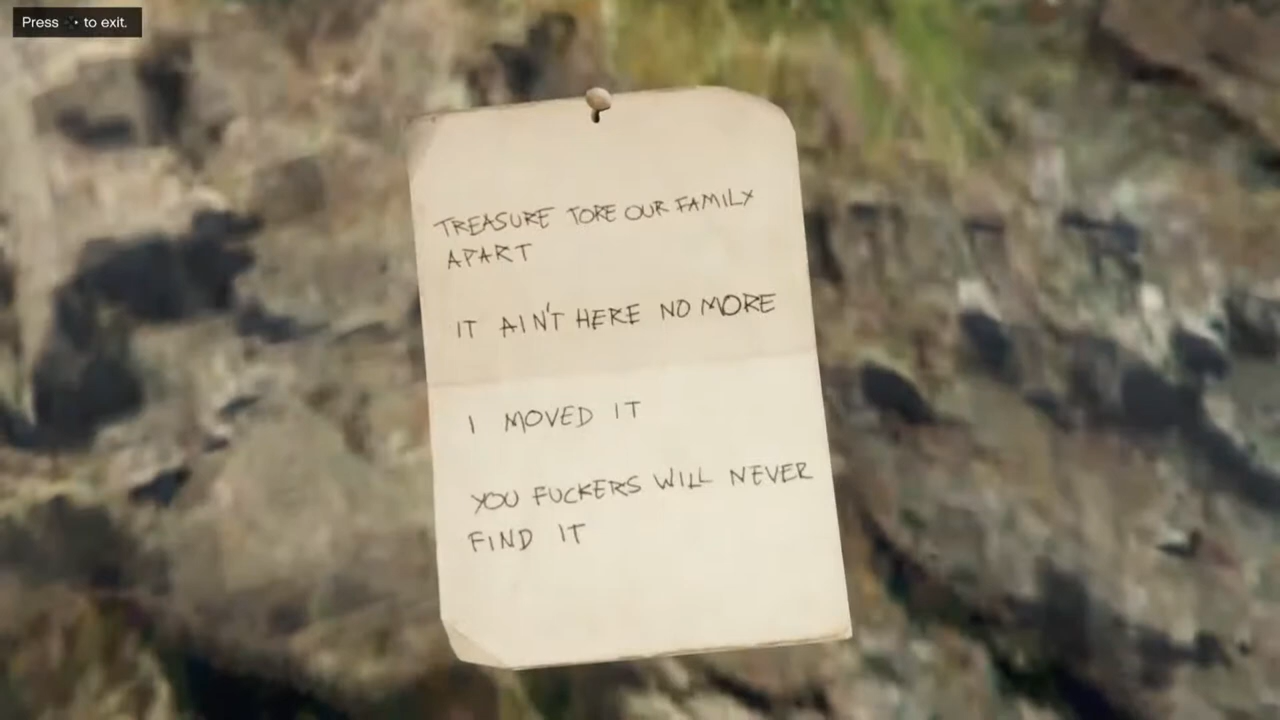 Press to exit.
TREASURE TORE OUR FAMILY
APART
IT AIN'T HERE NO MORE
I MOVED IT
YOU FUCKERS WILL NEVER
FIND IT